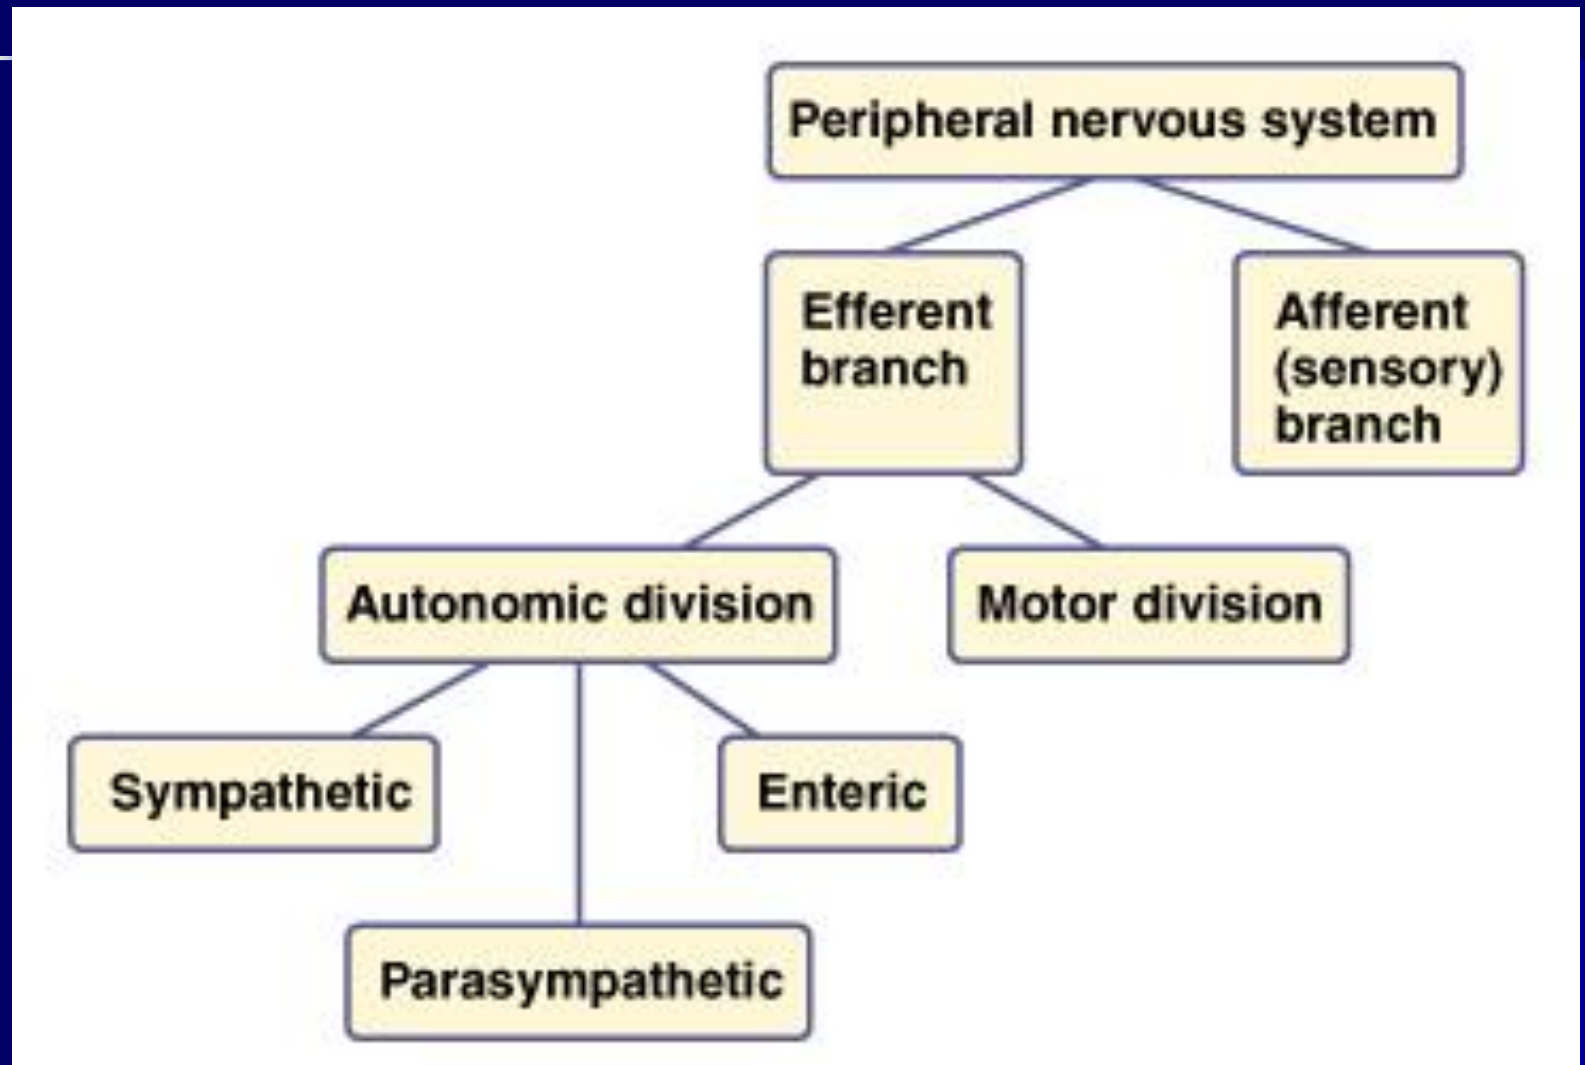 Peripheral nervous system
Efferent
branch
Afferent
(sensory)
branch
Autonomic division
Motor division
Sympathetic
Enteric
Parasympathetic